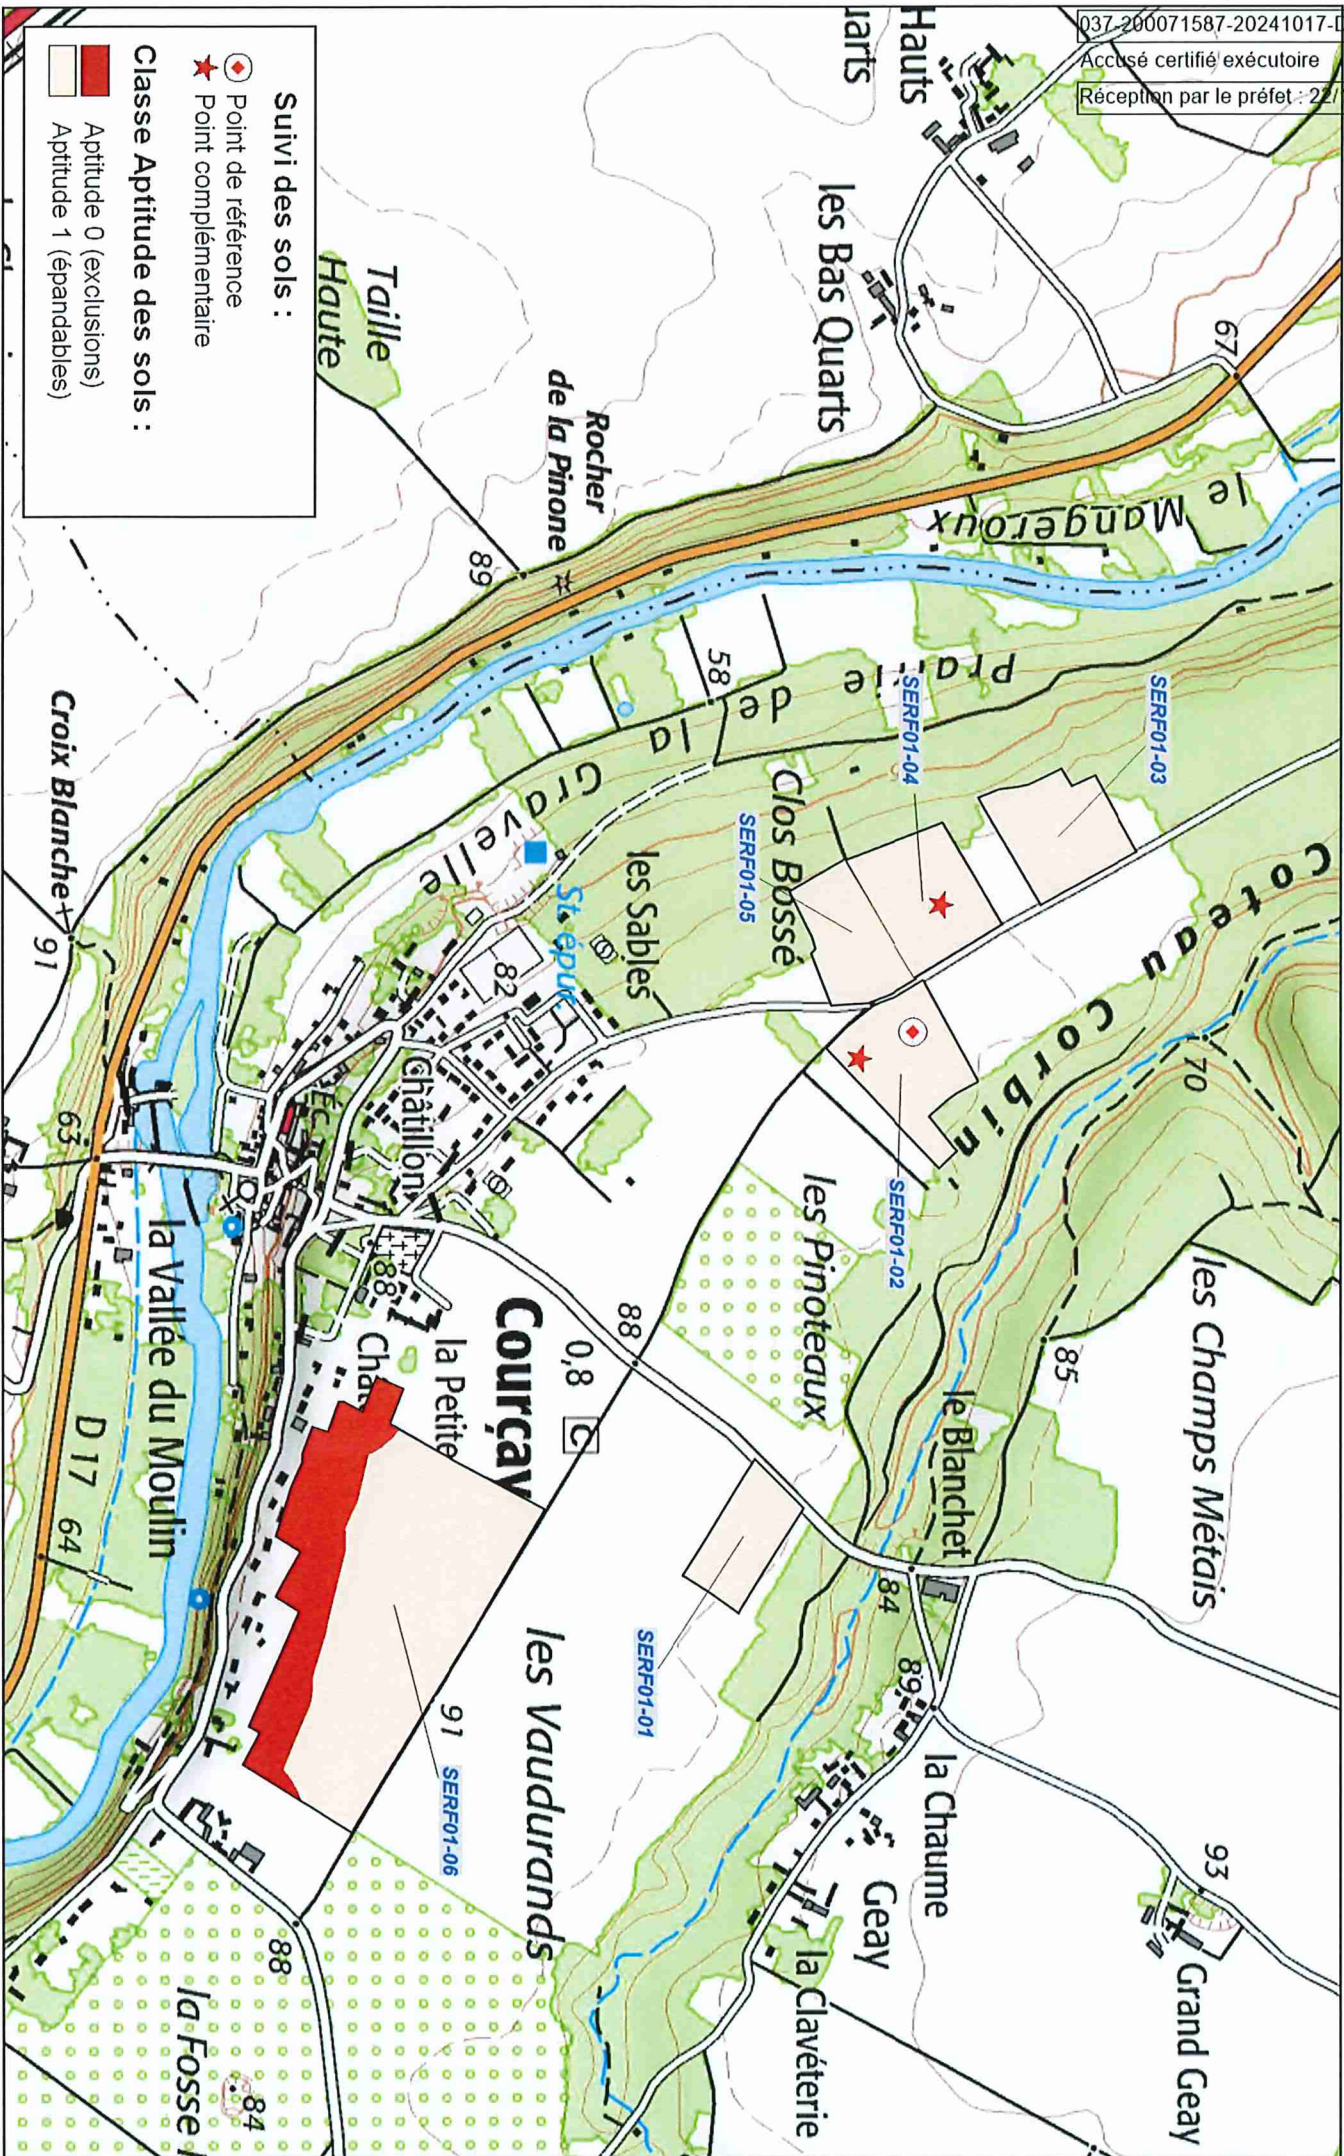 037-200071587-20241017-D
Accusé certifié exécutoire
Réception par le préfet : 22/
Suivi des sols :
Point de référence
Point complémentaire
Classe Aptitude des sols :
Aptitude 0 (exclusions)
Aptitude 1 (épandables)
Hauts
uarts
les Bas Quarts
67
Taille
Haute
Rocher
de la Pinone
89
le Mangeroux
Prairie de la Gravelle
58
SERF01-03
SERF01-04
SERF01-05
SERF01-02
Clos Bossé
les Sables
St. épur.
82
Coteau Corbin
70
les Champs Métais
85
les Pinoteaux
le Blanchet
84
89
la Chaume
Geay
la Clavéterie
93
Grand Geay
Croix Blanche
91
63
Éc
Châtillon
88
la Petite
Cha
Courçay
0,8
C
88
SERF01-01
les Vaudurands
91
SERF01-06
la Vallée du Moulin
D 17
64
88
la Fosse
84